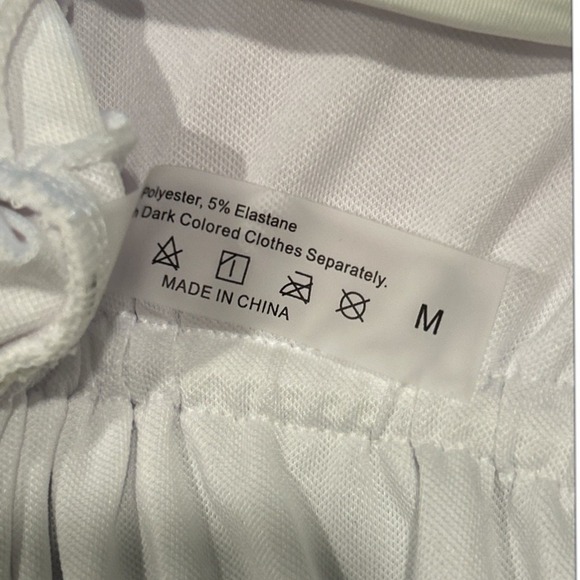 Polyester, 5% Elastane
Dark Colored Clothes Separately.
MADE IN CHINA
M